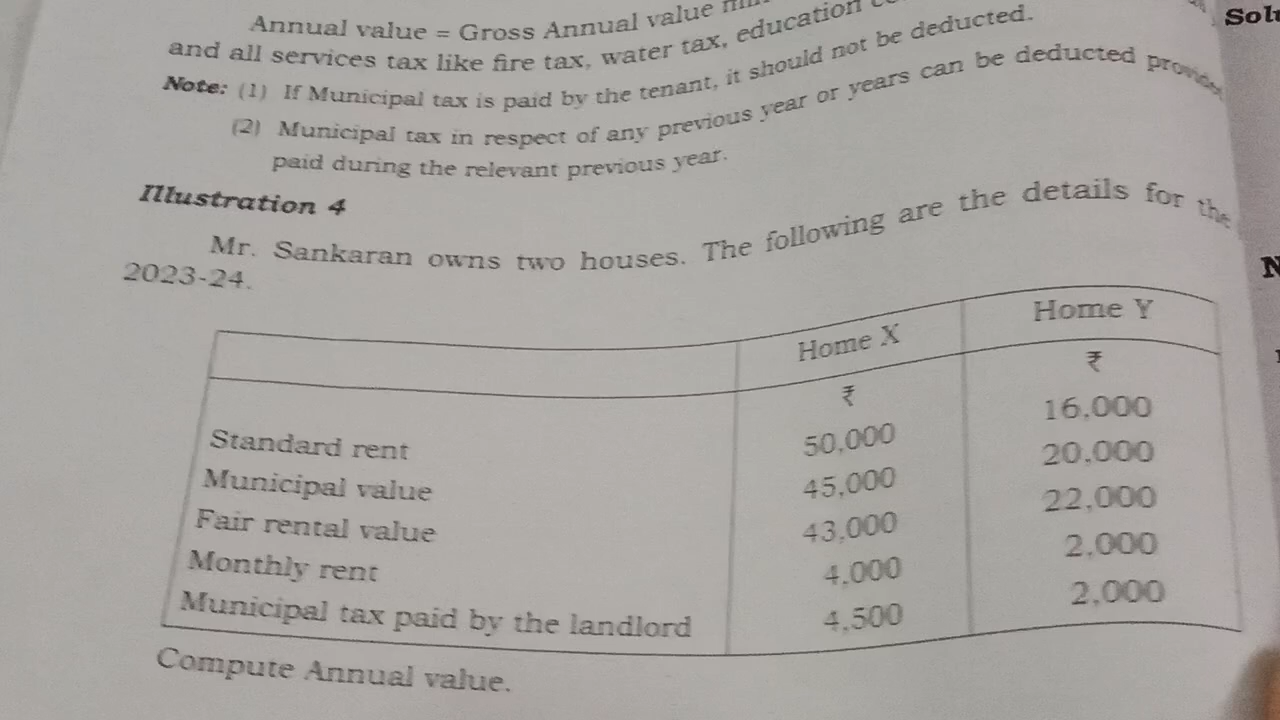 Annual value = Gross Annual value
and all services tax like fire tax, water tax, education
Note: (1) If Municipal tax is paid by the tenant, it should not be deducted.
(2) Municipal tax in respect of any previous year or years can be deducted provided
paid during the relevant previous year.
Illustration 4
Mr. Sankaran owns two houses. The following are the details for the
2023-24.
Home X Home Y
₹ ₹
Standard rent 50,000 16,000
Municipal value 45,000 20,000
Fair rental value 43,000 22,000
Monthly rent 4,000 2,000
Municipal tax paid by the landlord 4,500 2,000
Compute Annual value.